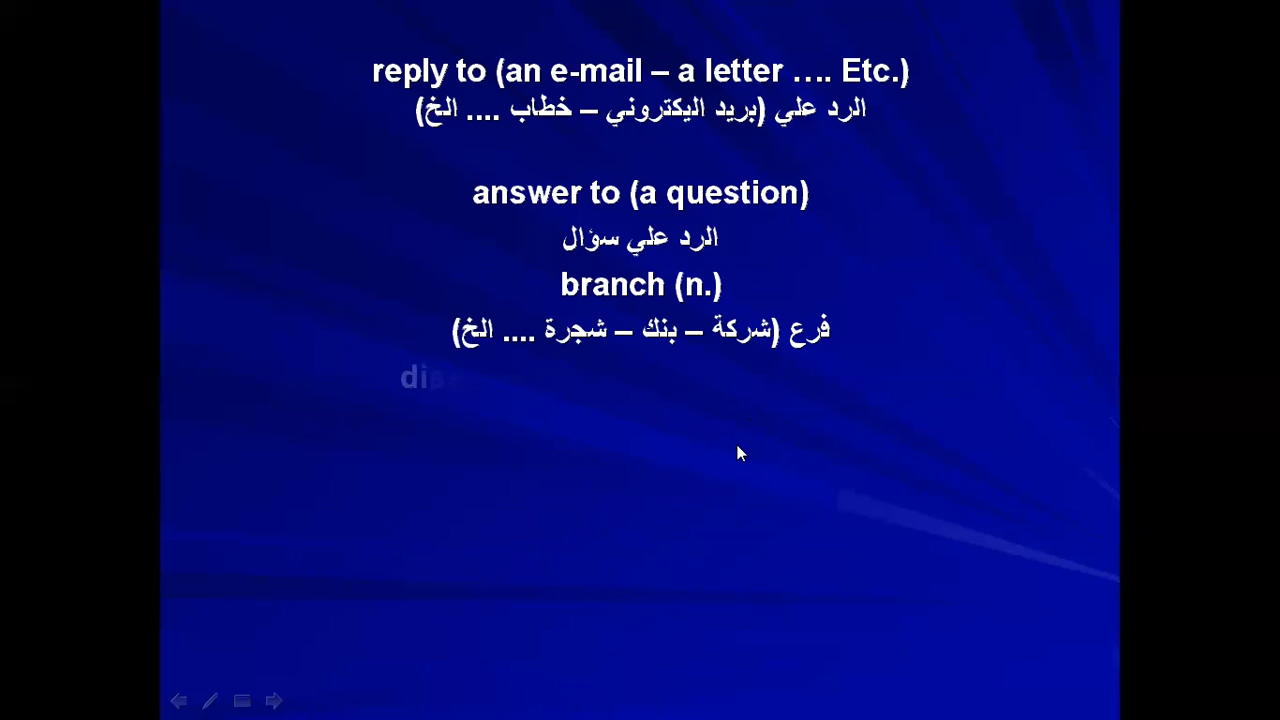 reply to (an e-mail – a letter …. Etc.)
الرد علي (بريد اليكتروني – خطاب .... الخ)
answer to (a question)
الرد علي سؤال
branch (n.)
فرع (شركة – بنك – شجرة .... الخ)